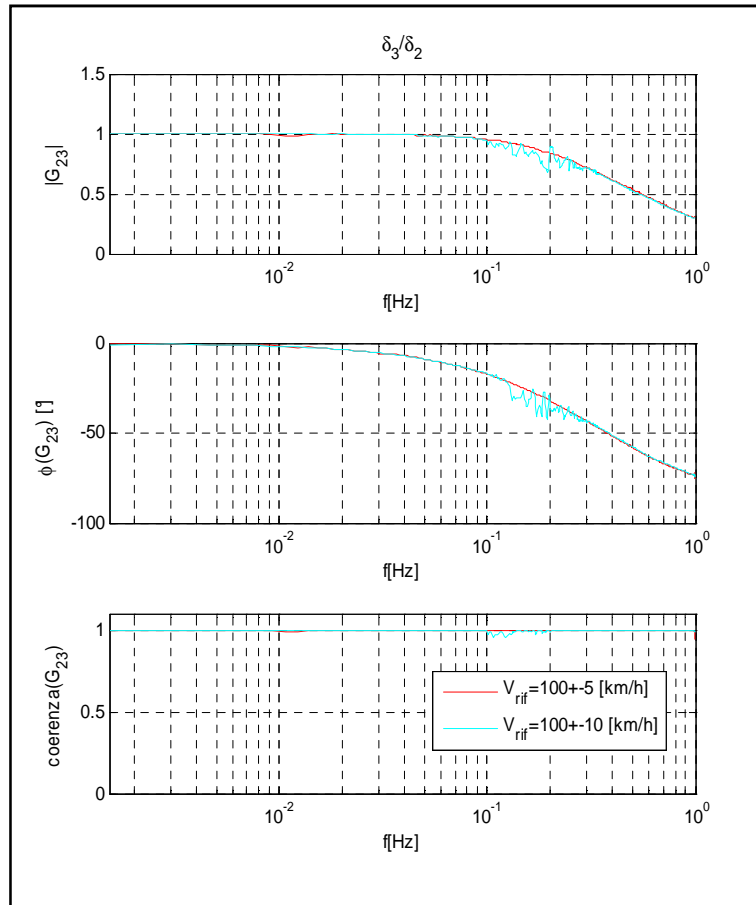 δ3/δ2
1.5
1
0.5
0
|G23|
10-2
10-1
100
f[Hz]
0
-50
-100
ϕ(G23) [º]
10-2
10-1
100
f[Hz]
1
0.5
0
coerenza(G23)
Vrif=100+-5 [km/h]
Vrif=100+-10 [km/h]
10-2
10-1
100
f[Hz]